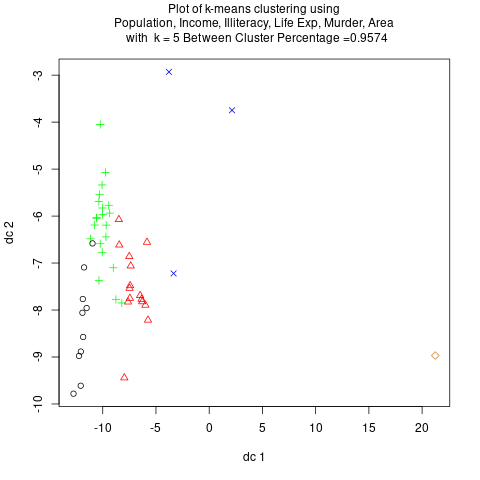 Plot of k-means clustering using
Population, Income, Illiteracy, Life Exp, Murder, Area
with k = 5 Between Cluster Percentage =0.9574
-3
-4
-5
-6
-7
-8
-9
-10
dc 2
-10 -5 0 5 10 15 20
dc 1